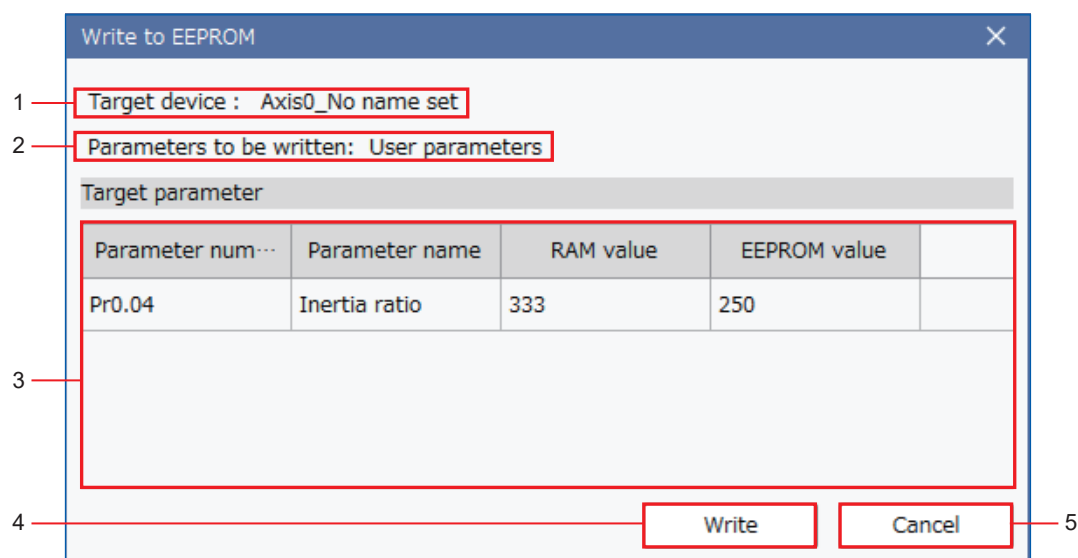 Write to EEPROM
1 Target device : Axis0_No name set
2 Parameters to be written: User parameters
Target parameter
Parameter num··· Parameter name RAM value EEPROM value
Pr0.04 Inertia ratio 333 250
3
4 Write Cancel 5